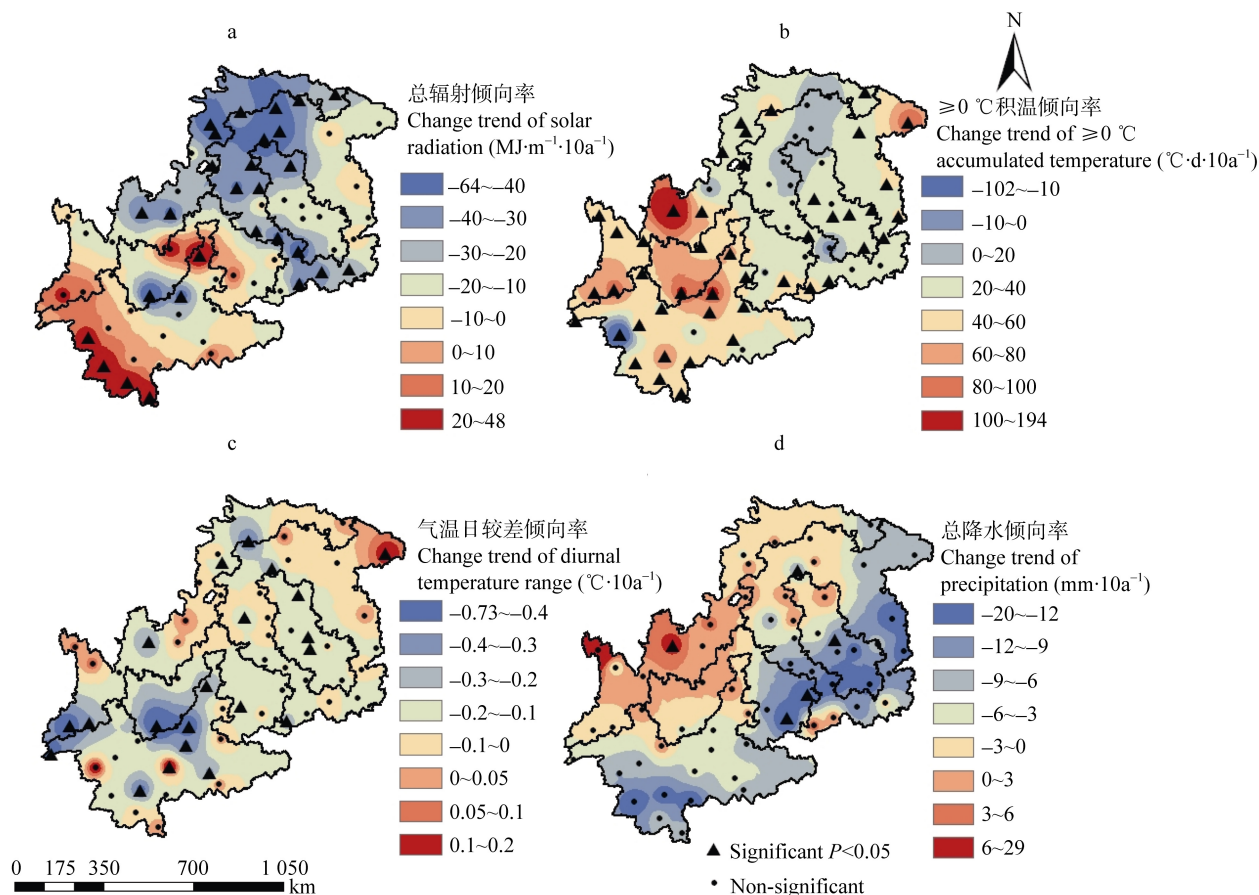 a
总辐射倾向率
Change trend of solar
radiation (MJ·m⁻¹·10a⁻¹)
–64~–40
–40~–30
–30~–20
–20~–10
–10~0
0~10
10~20
20~48
b
N
≥0 ℃积温倾向率
Change trend of ≥0 ℃
accumulated temperature (℃·d·10a⁻¹)
–102~–10
–10~0
0~20
20~40
40~60
60~80
80~100
100~194
c
气温日较差倾向率
Change trend of diurnal
temperature range (℃·10a⁻¹)
–0.73~–0.4
–0.4~–0.3
–0.3~–0.2
–0.2~–0.1
–0.1~0
0~0.05
0.05~0.1
0.1~0.2
d
总降水倾向率
Change trend of
precipitation (mm·10a⁻¹)
–20~–12
–12~–9
–9~–6
–6~–3
–3~0
0~3
3~6
6~29
0 175 350 700 1 050
km
▲ Significant P<0.05
• Non-significant